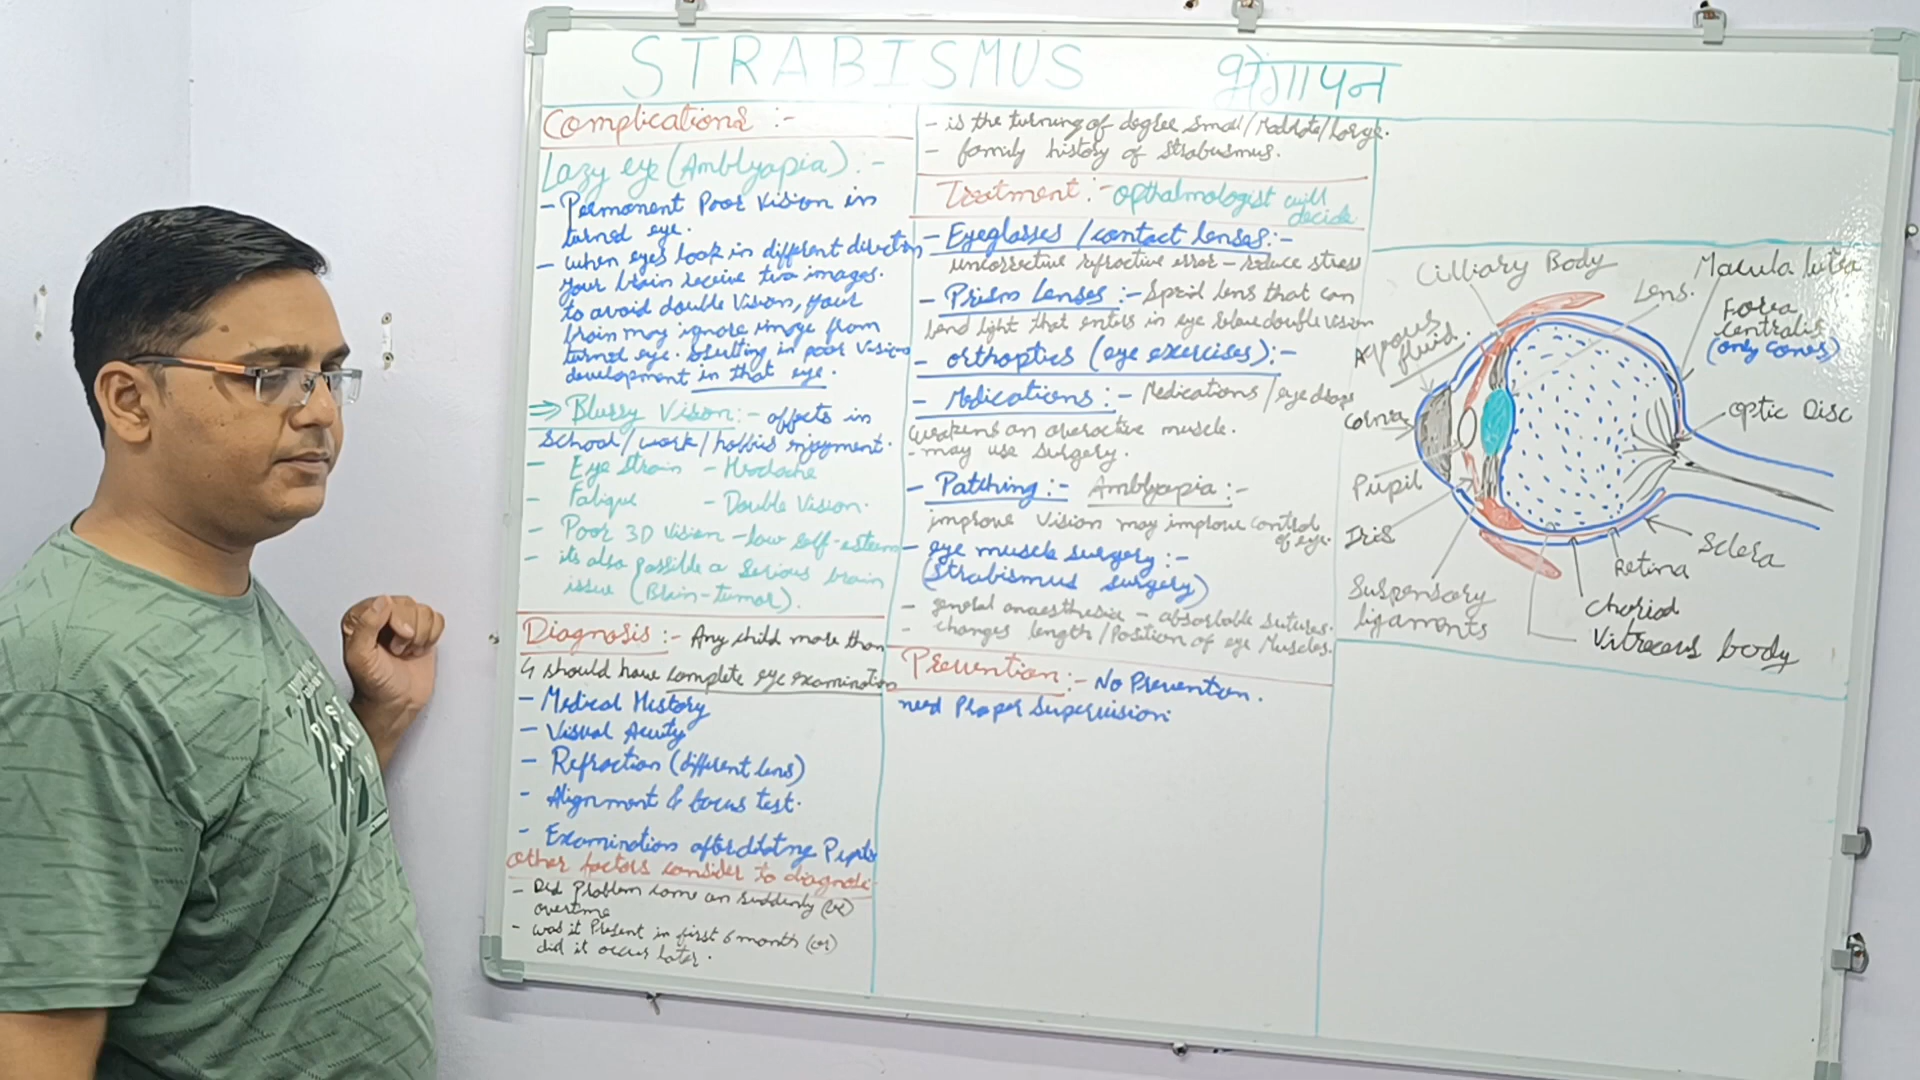 STRABISMUS भेंगापन
Complications :-
Lazy eye (Amblyapia) :-
- Permanent Poor Vision in
turned eye.
- when eyes look in different direction
your brain receive two images.
to avoid double Vision, your
brain may ignore image from
turned eye. resulting in poor vision
development in that eye.
⇒ Blurry Vision :- affects in
School/work/hobbies enjoyment.
- Eye strain - Headache
- Fatigue - Double Vision.
- Poor 3D vision - low self-esteem
- its also possible a Serious brain
issue (Brain-tumor).
Diagnosis :- Any child more than
4 should have complete eye examination
- Medical History
- Visual Acuity
- Refraction (different lens)
- Alignment & focus test.
- Examination after dilating Pupils
other factors consider to diagnose
- Did Problem come on suddenly (or)
overtime
- was it Present in first 6 month (or)
did it occur later.
- is the turning of degree small/Moderate/large.
- family history of strabismus.
Treatment :- opthalmologist will
decide
- Eyeglasses / contact lenses :-
uncorrective refractive error - reduce stress
- Prism lenses :- Specil lens that can
bend light that enters in eye double vision
- orthoptics (eye exercises) :-
- Medications :- Medications / eye drops
weakens an overactive muscle.
- may use surgery.
- Patching :- Amblyapia :-
improve Vision may improve control
of eye.
- eye muscle surgery :-
(Strabismus surgery)
- general anaesthesia - absorbable sutures.
- changes length/Position of eye Muscles.
Prevention :- No Prevention.
need Proper Supervision.
Cilliary Body
Macula lutea
Lens.
Fovea
centralis
(only cones)
Aqueous
fluid.
Optic Disc
Cornea
Pupil
Iris
Sclera
Retina
Suspensory
ligaments
Choriod
Vitreous body